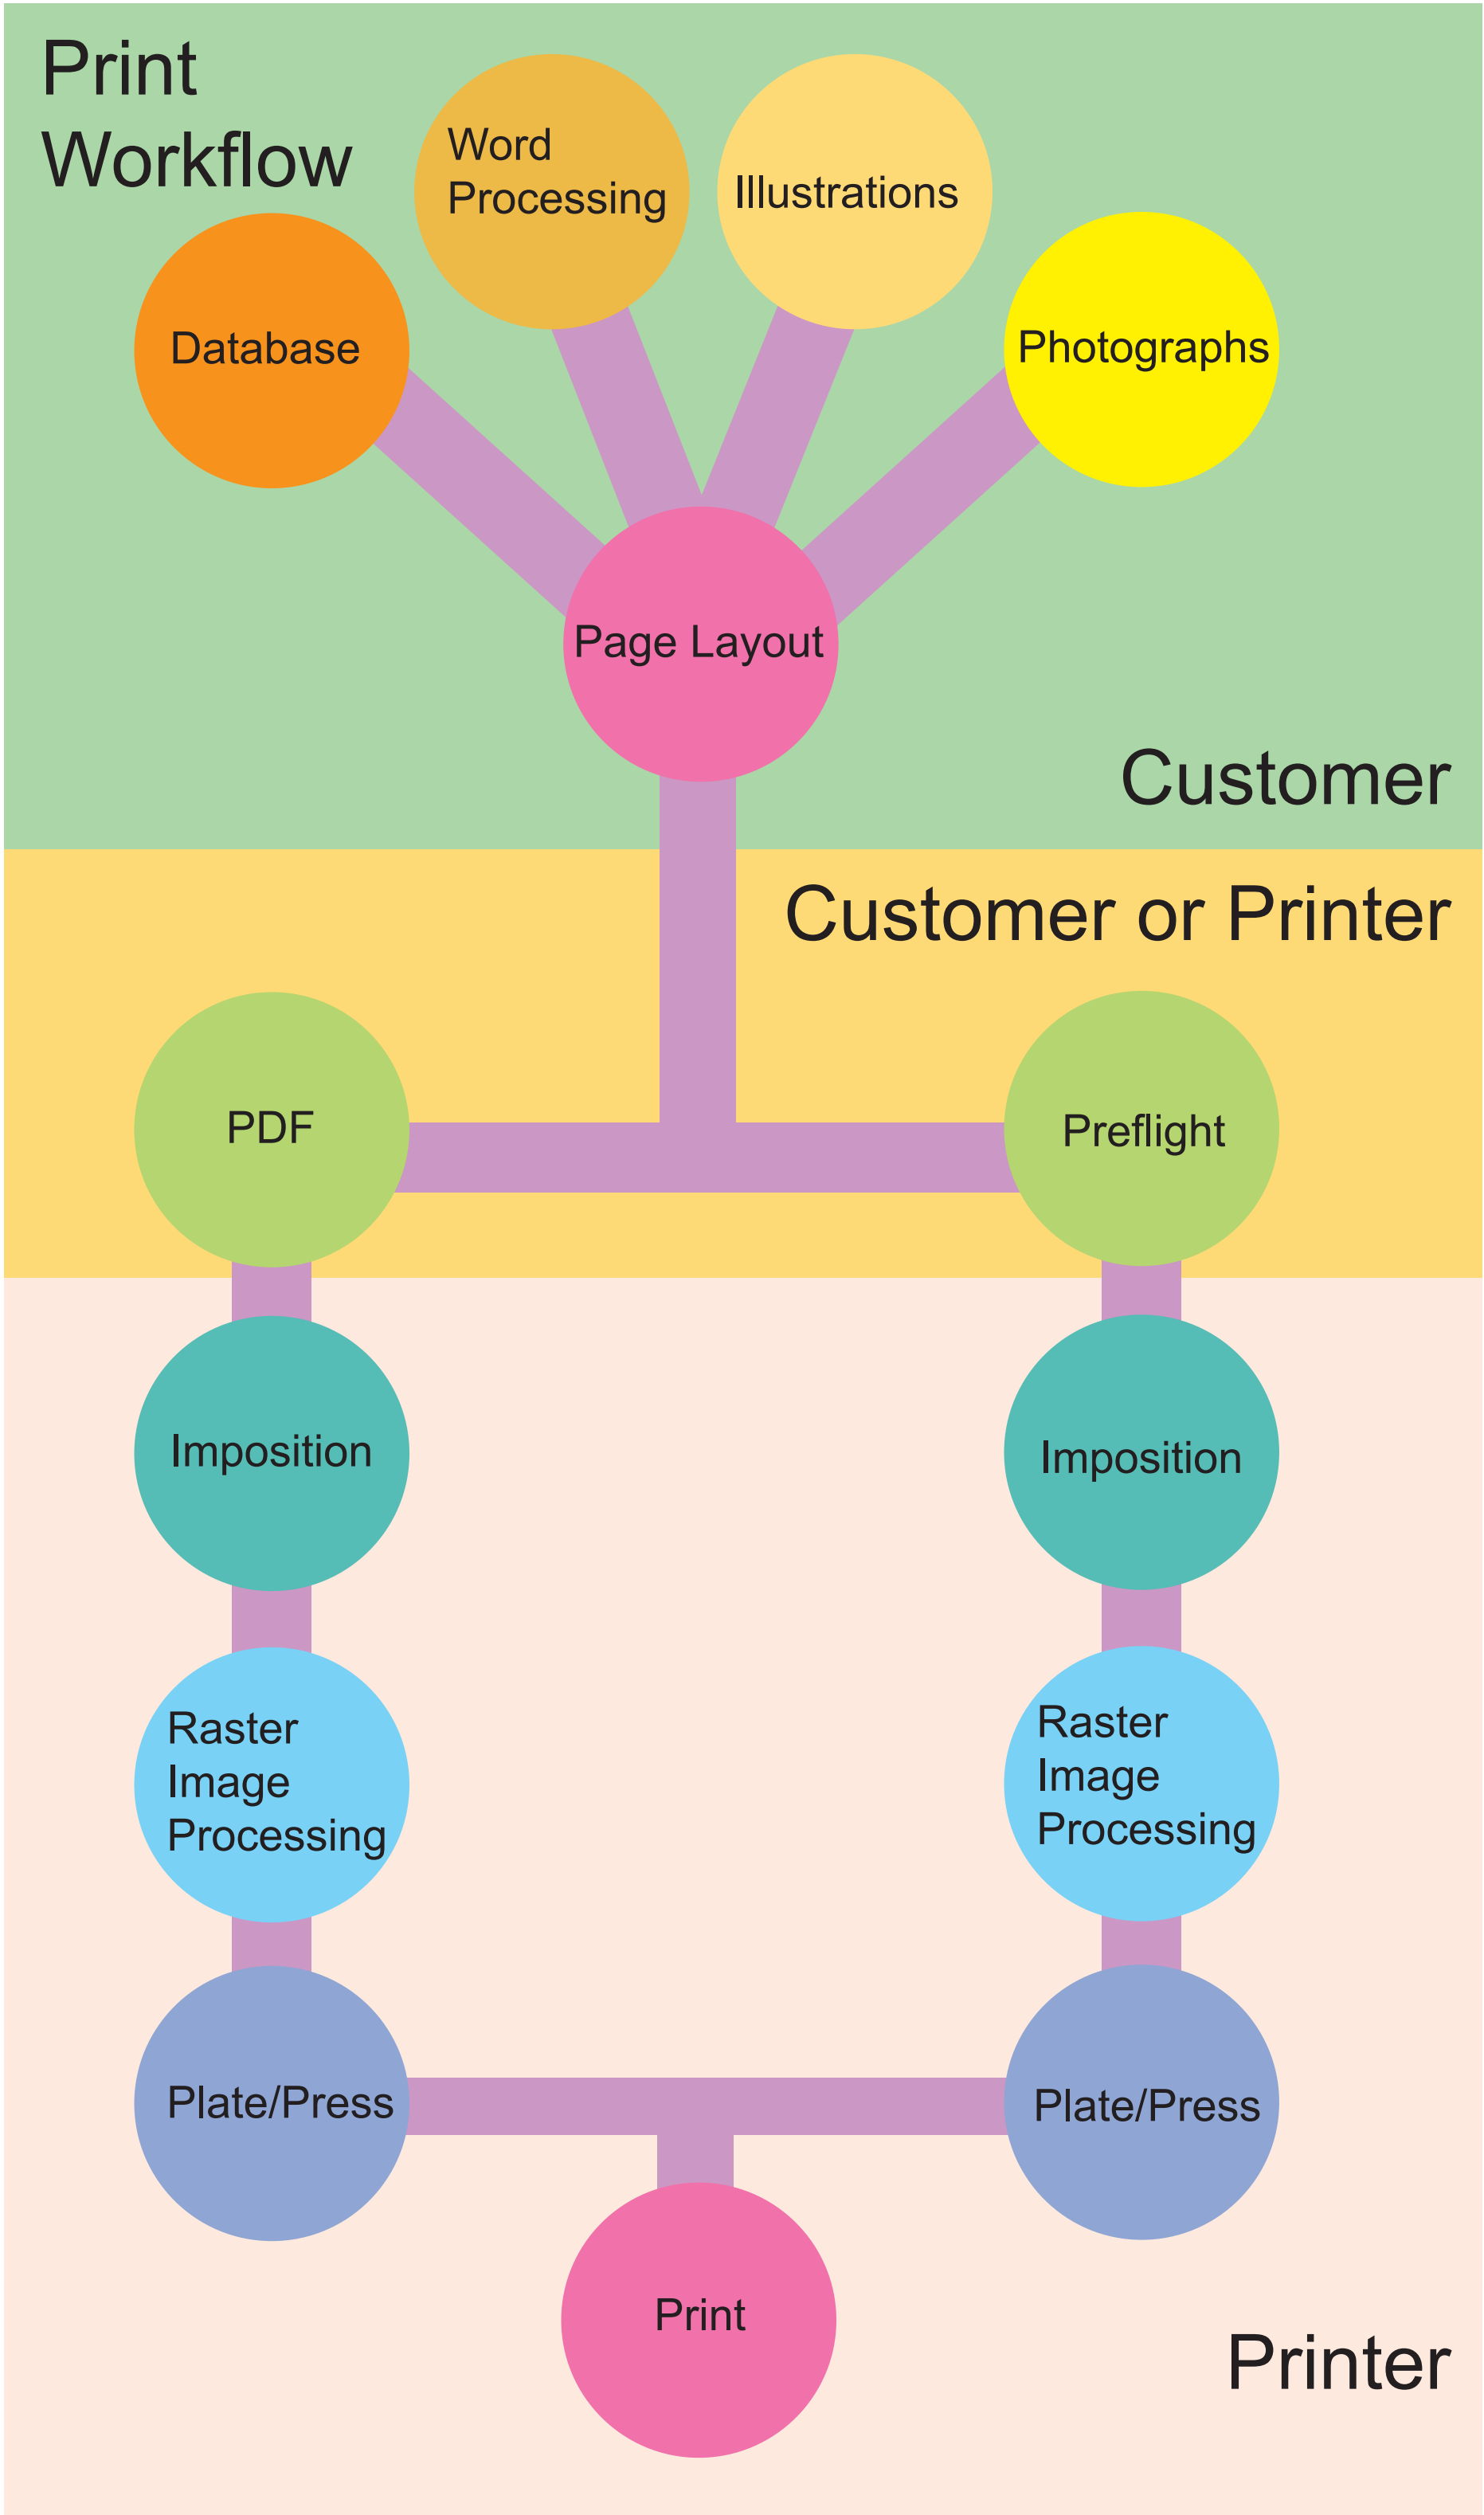 Print
Workflow
Word
Processing
Illustrations
Database
Photographs
Page Layout
Customer
Customer or Printer
PDF
Preflight
Imposition
Imposition
Raster
Image
Processing
Raster
Image
Processing
Plate/Press
Plate/Press
Print
Printer